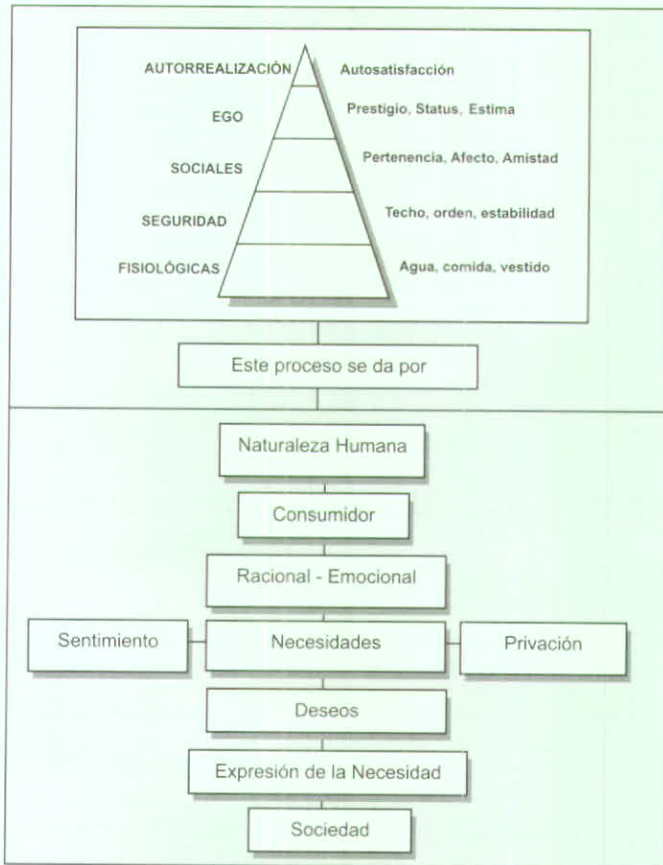 AUTORREALIZACIÓN Autosatisfacción
EGO Prestigio, Status, Estima
SOCIALES Pertenencia, Afecto, Amistad
SEGURIDAD Techo, orden, estabilidad
FISIOLÓGICAS Agua, comida, vestido
Este proceso se da por
Naturaleza Humana
Consumidor
Racional - Emocional
Sentimiento Necesidades Privación
Deseos
Expresión de la Necesidad
Sociedad